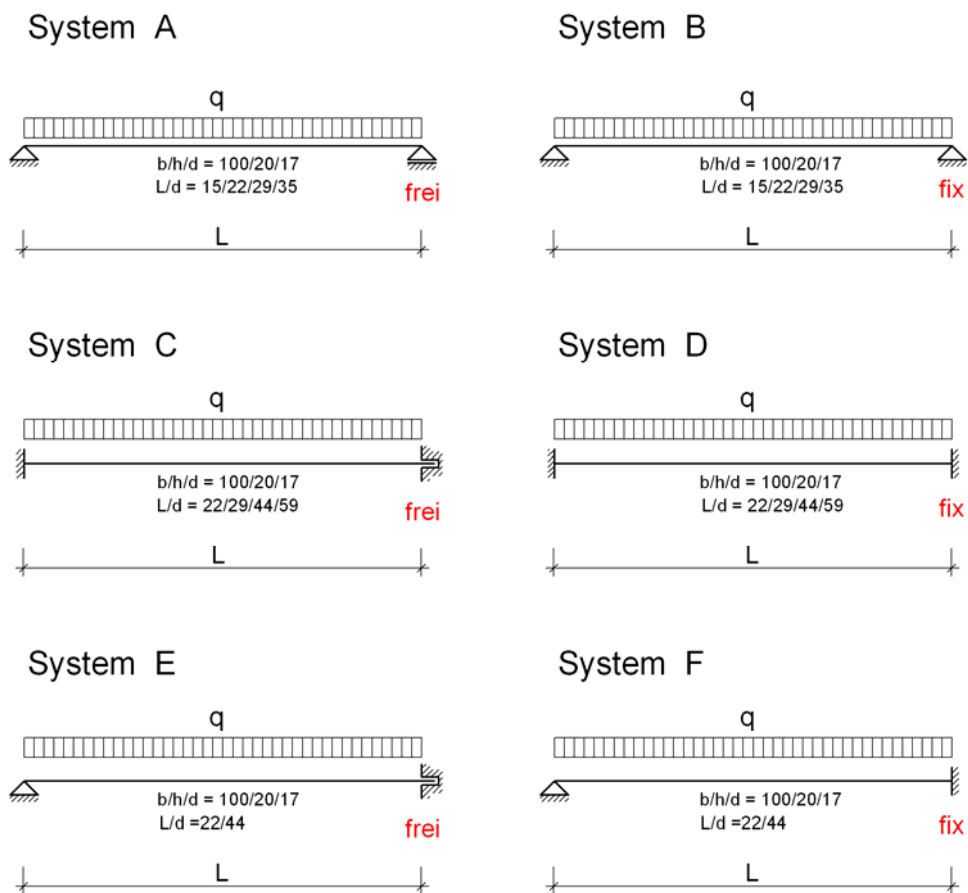 System A
q
b/h/d = 100/20/17
L/d = 15/22/29/35
frei
L
System B
q
b/h/d = 100/20/17
L/d = 15/22/29/35
fix
L
System C
q
b/h/d = 100/20/17
L/d = 22/29/44/59
frei
L
System D
q
b/h/d = 100/20/17
L/d = 22/29/44/59
fix
L
System E
q
b/h/d = 100/20/17
L/d =22/44
frei
L
System F
q
b/h/d = 100/20/17
L/d =22/44
fix
L